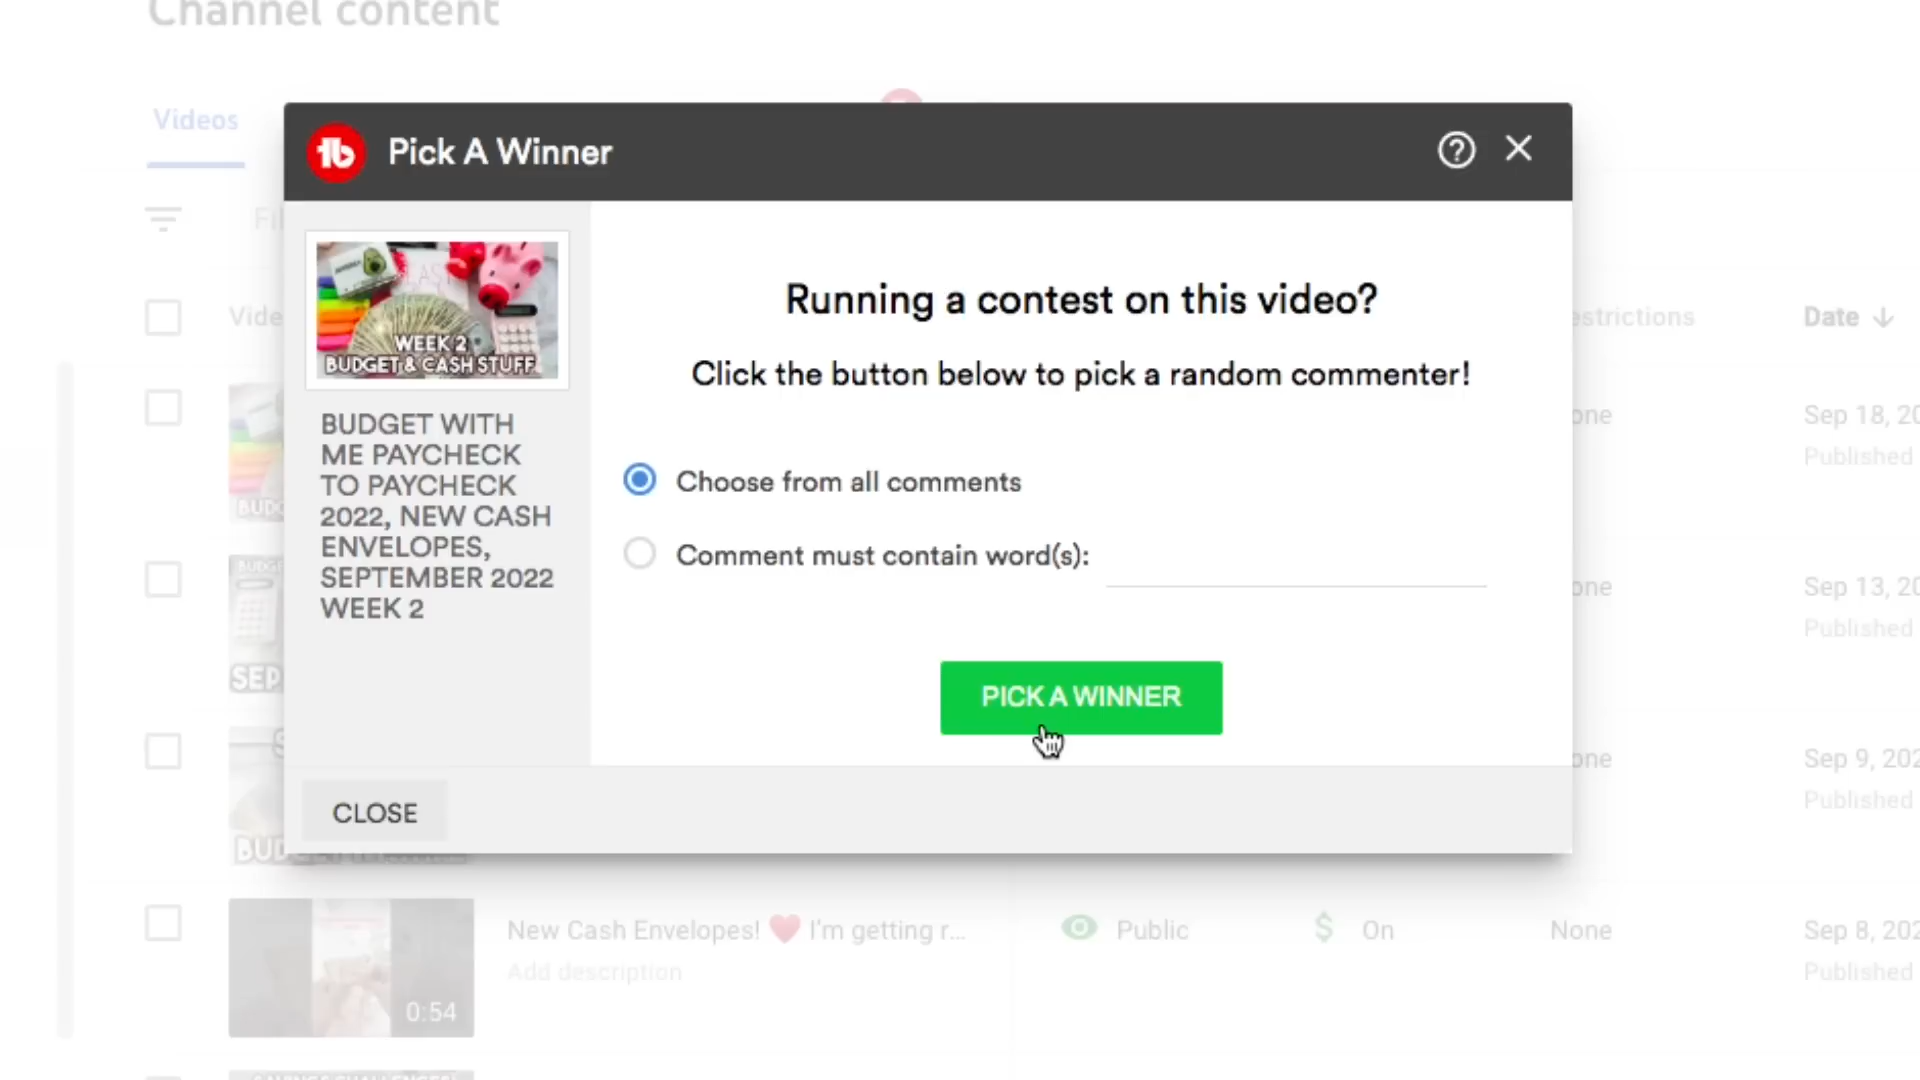 Channel content
Videos
Pick A Winner
WEEK 2
BUDGET & CASH STUFF
BUDGET WITH
ME PAYCHECK
TO PAYCHECK
2022, NEW CASH
ENVELOPES,
SEPTEMBER 2022
WEEK 2
Running a contest on this video?
Click the button below to pick a random commenter!
Choose from all comments
Comment must contain word(s):
PICK A WINNER
CLOSE
Date
Sep 18, 20
Published
Sep 13, 20
Published
Sep 9, 202
Published
New Cash Envelopes! ❤️ I'm getting r...
Add description
0:54
Public
On
None
Sep 8, 202
Published